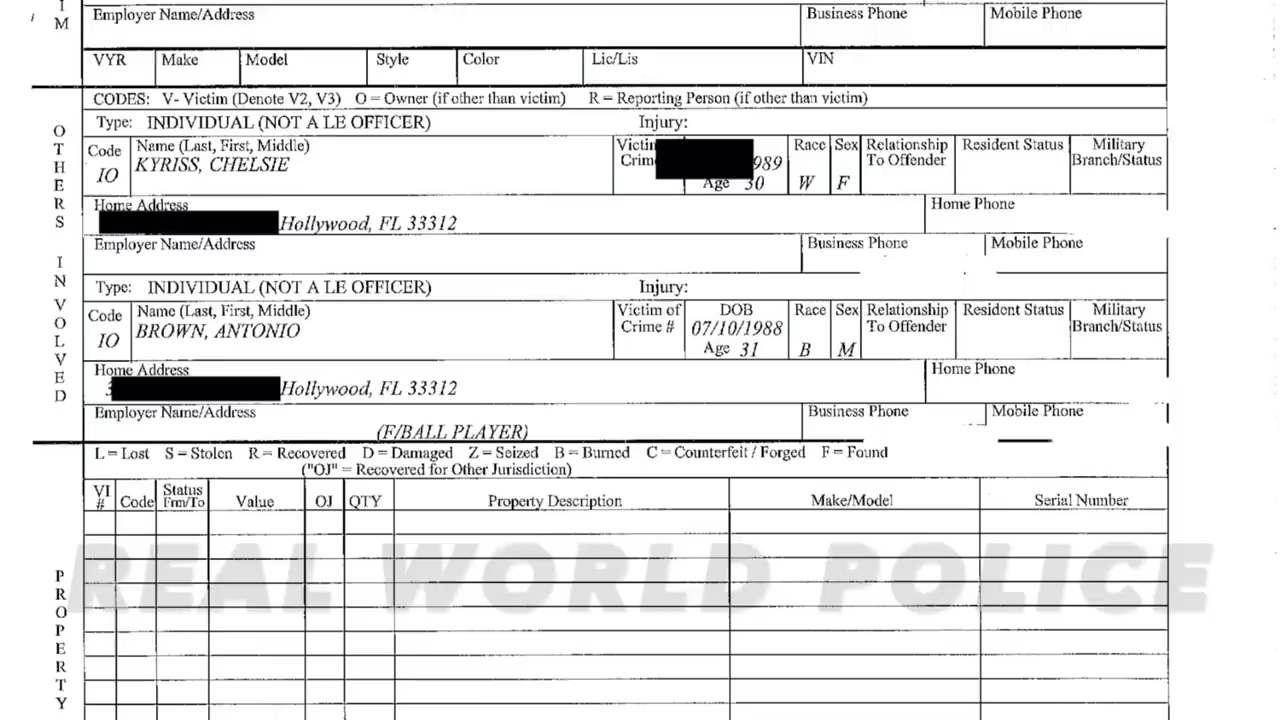 I
M
Employer Name/Address Business Phone Mobile Phone
VYR Make Model Style Color Lic/Lis VIN
CODES: V- Victim (Denote V2, V3) O = Owner (if other than victim) R = Reporting Person (if other than victim)
OTHERS INVOLVED
Type: INDIVIDUAL (NOT A LE OFFICER) Injury:
Code Name (Last, First, Middle) Race Sex Relationship To Offender Resident Status Military Branch/Status
IO KYRISS, CHELSIE 989 Age 30 W F
Home Address Home Phone
Hollywood, FL 33312
Employer Name/Address Business Phone Mobile Phone
Type: INDIVIDUAL (NOT A LE OFFICER) Injury:
Code Name (Last, First, Middle) Victim of Crime # DOB Race Sex Relationship To Offender Resident Status Military Branch/Status
IO BROWN, ANTONIO 07/10/1988 Age 31 B M
Home Address Home Phone
Hollywood, FL 33312
Employer Name/Address Business Phone Mobile Phone
(F/BALL PLAYER)
L = Lost S = Stolen R = Recovered D = Damaged Z = Seized B = Burned C = Counterfeit / Forged F = Found
("OJ" = Recovered for Other Jurisdiction)
VI # Code Status Frm/To Value OJ QTY Property Description Make/Model Serial Number
REAL WORLD POLICE
PROPERTY